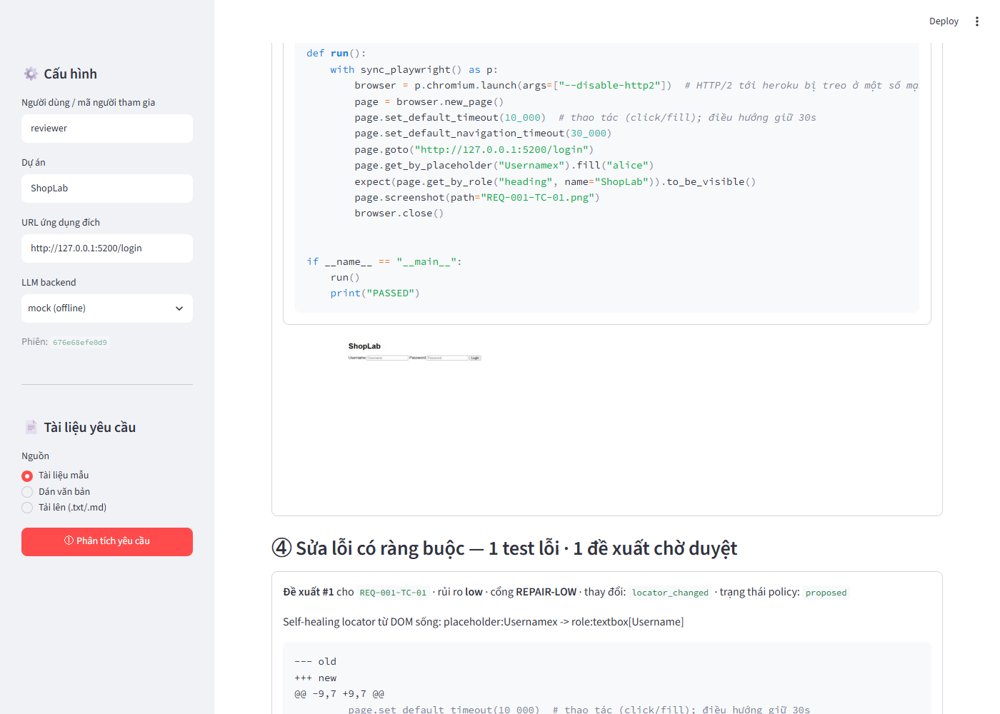 Deploy
Cấu hình
Người dùng / mã người tham gia
reviewer
Dự án
ShopLab
URL ứng dụng đích
http://127.0.0.1:5200/login
LLM backend
mock (offline)
Phiên: 676e68efe0d9
Tài liệu yêu cầu
Nguồn
Tài liệu mẫu
Dán văn bản
Tải lên (.txt/.md)
① Phân tích yêu cầu
def run():
    with sync_playwright() as p:
        browser = p.chromium.launch(args=["--disable-http2"])  # HTTP/2 tới heroku bị treo ở một số
        page = browser.new_page()
        page.set_default_timeout(10_000)  # thao tác (click/fill); điều hướng giữ 30s
        page.set_default_navigation_timeout(30_000)
        page.goto("http://127.0.0.1:5200/login")
        page.get_by_placeholder("Usernamex").fill("alice")
        expect(page.get_by_role("heading", name="ShopLab")).to_be_visible()
        page.screenshot(path="REQ-001-TC-01.png")
        browser.close()
if __name__ == "__main__":
    run()
    print("PASSED")
ShopLab
Username Username Password Password Login
④ Sửa lỗi có ràng buộc — 1 test lỗi · 1 đề xuất chờ duyệt
Đề xuất #1 cho REQ-001-TC-01 · rủi ro low · cổng REPAIR-LOW · thay đổi: locator_changed · trạng thái policy: proposed
Self-healing locator từ DOM sống: placeholder:Usernamex -> role:textbox[Username]
--- old
+++ new
@@ -9,7 +9,7 @@
         page.set_default_timeout(10_000)  # thao tác (click/fill); điều hướng giữ 30s